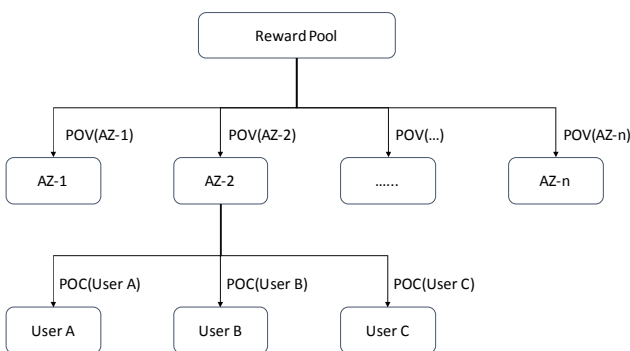 Reward Pool
POV(AZ-1)
POV(AZ-2)
POV(...)
POV(AZ-n)
AZ-1
AZ-2
......
AZ-n
POC(User A)
POC(User B)
POC(User C)
User A
User B
User C